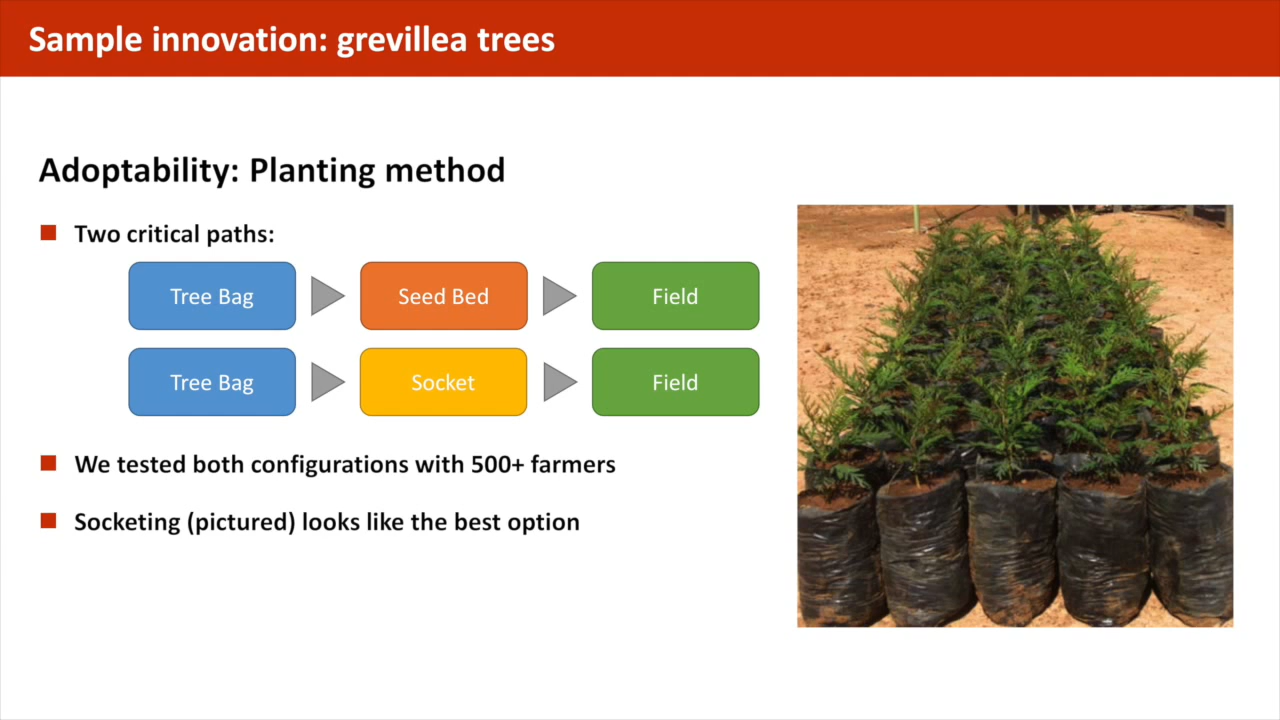 Sample innovation: grevillea trees
Adoptability: Planting method
Two critical paths:
Tree Bag
Seed Bed
Field
Tree Bag
Socket
Field
We tested both configurations with 500+ farmers
Socketing (pictured) looks like the best option